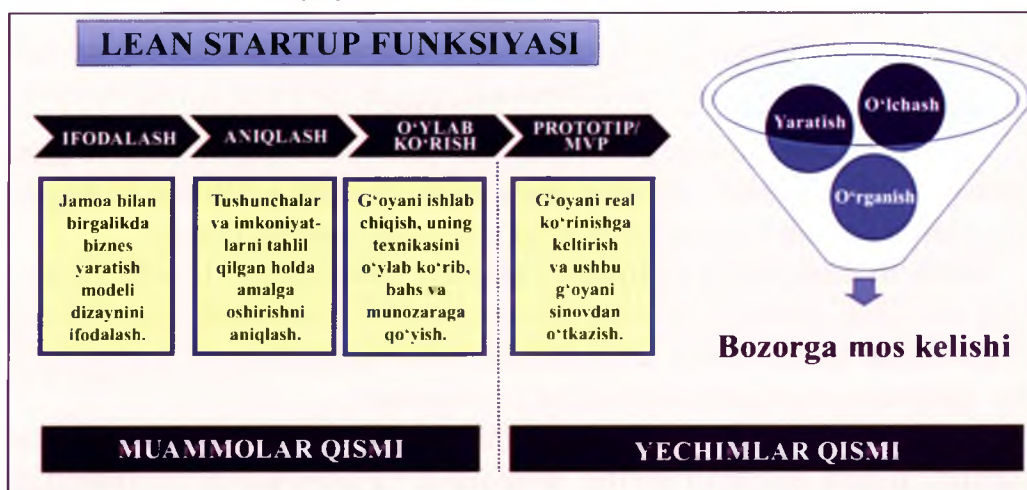 LEAN STARTUP FUNKSIYASI
IFODALASH
ANIQLASH
O‘YLAB
KO‘RISH
PROTOTIP/
MVP
Jamoa bilan
birgalikda
biznes
yaratish
modeli
dizaynini
ifodalash.
Tushunchalar
va imkoniyat-
larni tahlil
qilgan holda
amalga
oshirishni
aniqlash.
G‘oyani ishlab
chiqish, uning
texnikasini
o‘ylab ko‘rib,
bahs va
munozaraga
qo‘yish.
G‘oyani real
ko‘rinishga
keltirish
va ushbu
g‘oyani
sinovdan
o‘tkazish.
Yaratish
O‘lchash
O‘rganish
Bozorga mos kelishi
MUAMMOLAR QISMI
YECHIMLAR QISMI